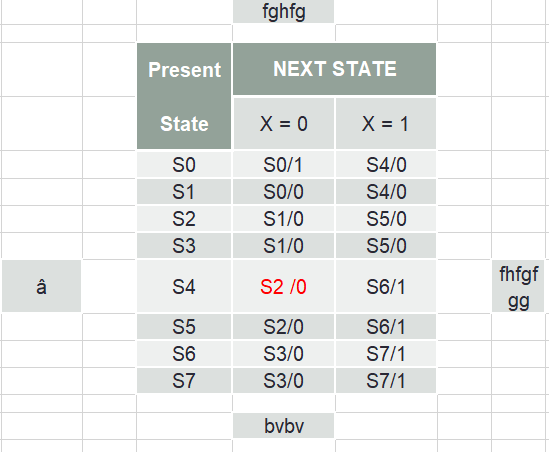 fghfg
Present State NEXT STATE
X = 0 X = 1
S0 S0/1 S4/0
S1 S0/0 S4/0
S2 S1/0 S5/0
S3 S1/0 S5/0
â S4 S2 /0 S6/1 fhfgf
gg
S5 S2/0 S6/1
S6 S3/0 S7/1
S7 S3/0 S7/1
bvbv